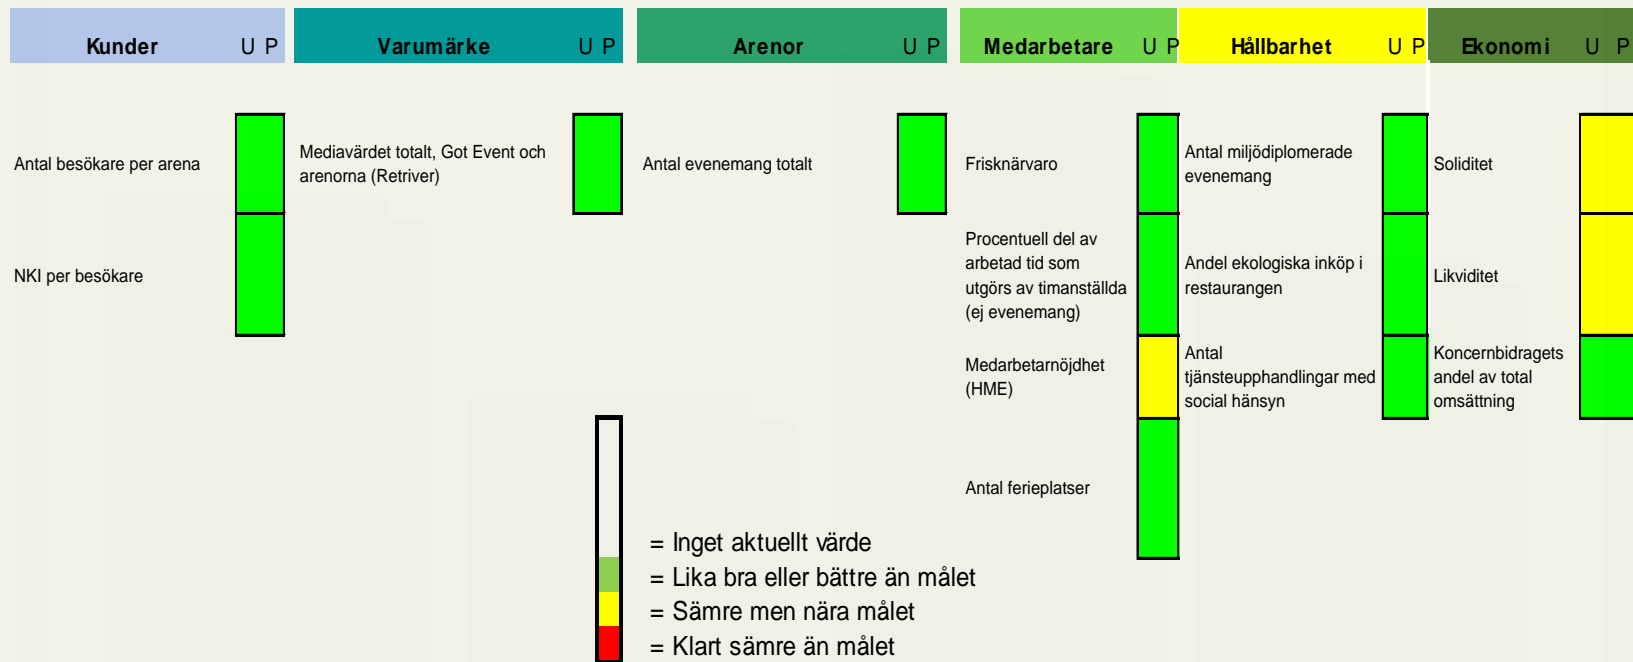 Kunder U P
Varumärke U P
Arenor U P
Medarbetare U P
Hållbarhet U P
Ekonomi U P
Antal besökare per arena
Mediavärdet totalt, Got Event och
arenorna (Retriver)
Antal evenemang totalt
Frisknärvaro
Antal miljödiplomerade
evenemang
Soliditet
NKI per besökare
Procentuell del av
arbetad tid som
utgörs av timanställda
(ej evenemang)
Andel ekologiska inköp i
restaurangen
Likviditet
Medarbetarnöjdhet
(HME)
Antal
tjänsteupphandlingar med
social hänsyn
Koncernbidragets
andel av total
omsättning
Antal ferieplatser
= Inget aktuellt värde
= Lika bra eller bättre än målet
= Sämre men nära målet
= Klart sämre än målet